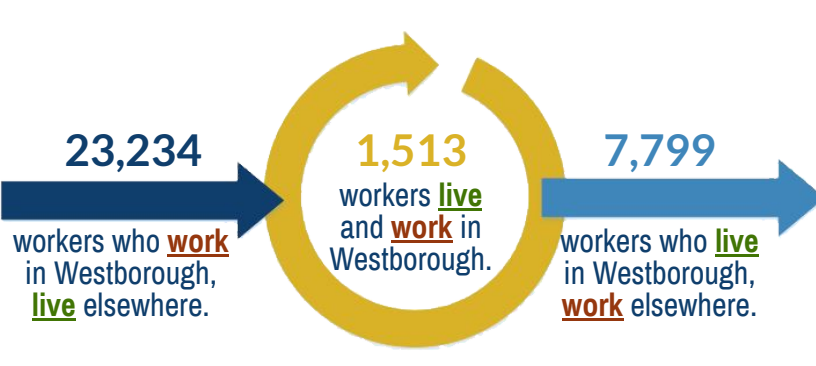 23,234
workers who work
in Westborough,
live elsewhere.
1,513
workers live
and work in
Westborough.
7,799
workers who live
in Westborough,
work elsewhere.